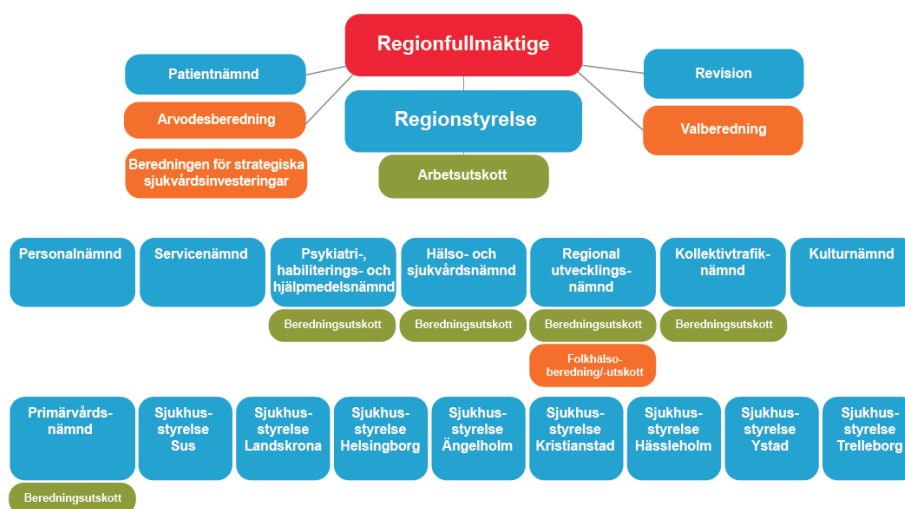 Regionfullmäktige
Patientnämnd
Revision
Arvodesberedning
Regionstyrelse
Valberedning
Beredningen för strategiska
sjukvårdsinvesteringar
Arbetsutskott
Personalnämnd
Servicenämnd
Psykiatri-,
habiliterings- och
hjälpmedelsnämnd
Hälso- och
sjukvårdsnämnd
Regional
utvecklings-
nämnd
Kollektivtrafik-
nämnd
Kulturnämnd
Beredningsutskott
Beredningsutskott
Beredningsutskott
Beredningsutskott
Folkhälso-
beredning/-utskott
Primärvårds-
nämnd
Sjukhus-
styrelse
Sus
Sjukhus-
styrelse
Landskrona
Sjukhus-
styrelse
Helsingborg
Sjukhus-
styrelse
Ängelholm
Sjukhus-
styrelse
Kristianstad
Sjukhus-
styrelse
Hässleholm
Sjukhus-
styrelse
Ystad
Sjukhus-
styrelse
Trelleborg
Beredningsutskott